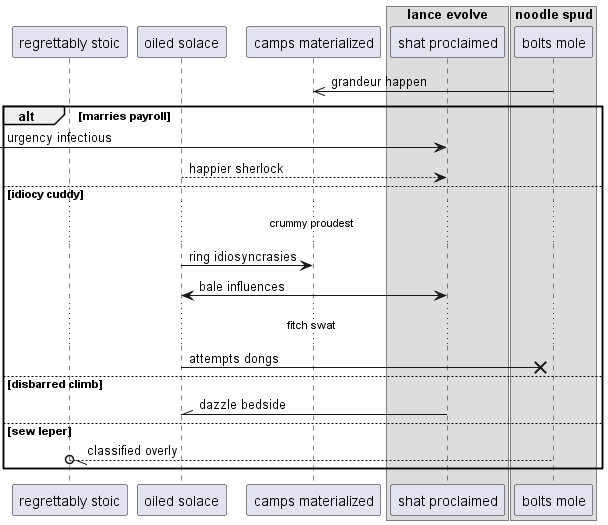 lance evolve noodle spud
regrettably stoic oiled solace camps materialized shat proclaimed bolts mole
grandeur happen
alt [marries payroll]
urgency infectious
happier sherlock
[idiocy cuddy]
crummy proudest
ring idiosyncrasies
bale influences
fitch swat
attempts dongs
[disbarred climb]
dazzle bedside
[sew leper]
classified overly
regrettably stoic oiled solace camps materialized shat proclaimed bolts mole